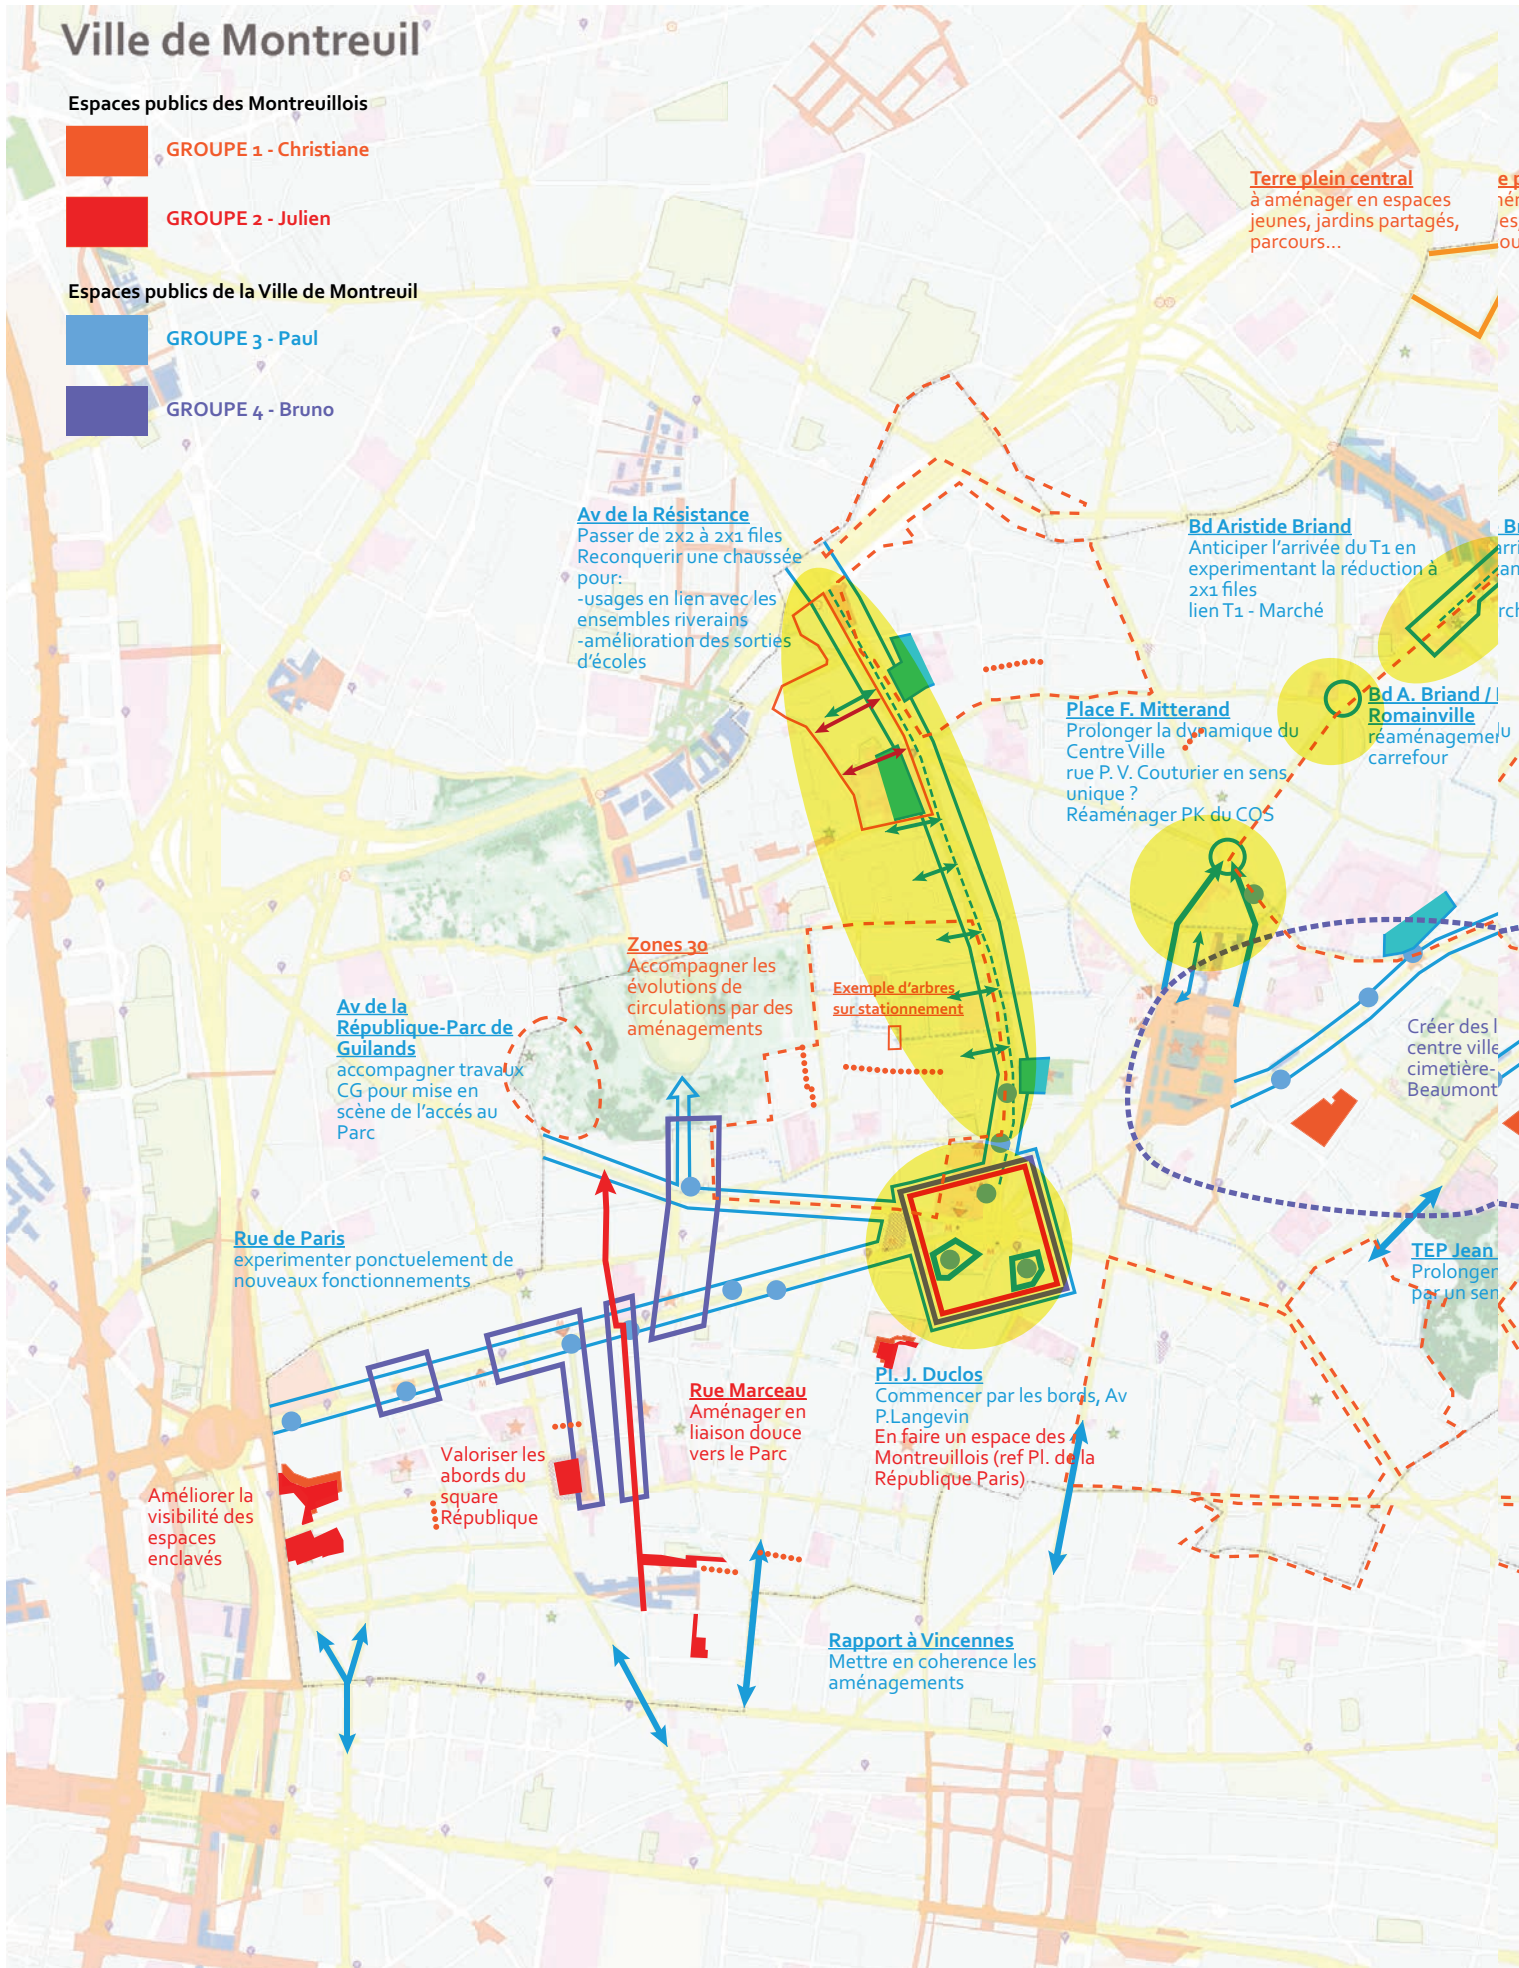 Ville de Montreuil
Espaces publics des Montreuillois
GROUPE 1 - Christiane
GROUPE 2 - Julien
Espaces publics de la Ville de Montreuil
GROUPE 3 - Paul
GROUPE 4 - Bruno
Terre plein central
à aménager en espaces
jeunes, jardins partagés,
parcours...
Av de la Résistance
Passer de 2x2 à 2x1 files
Reconquerir une chaussée
pour:
-usages en lien avec les
ensembles riverains
-amélioration des sorties
d'écoles
Bd Aristide Briand
Anticiper l'arrivée du T1 en
experimentant la réduction à
2x1 files
lien T1 - Marché
Bd A. Briand /
Romainville
réaménagement
carrefour
Place F. Mitterand
Prolonger la dynamique du
Centre Ville
rue P. V. Couturier en sens
unique ?
Réaménager PK du COS
Zones 30
Accompagner les
évolutions de
circulations par des
aménagements
Exemple d'arbres
sur stationnement
Av de la
République-Parc de
Guilands
accompagner travaux
CG pour mise en
scène de l'accés au
Parc
Créer des l
centre ville
cimetière-
Beaumont
Rue de Paris
experimenter ponctuelement de
nouveaux fonctionnements
TEP Jean
Prolonger
par un sen
Rue Marceau
Aménager en
liaison douce
vers le Parc
Pl. J. Duclos
Commencer par les bords, Av
P.Langevin
En faire un espace des
Montreuillois (ref Pl. de la
République Paris)
Valoriser les
abords du
square
République
Améliorer la
visibilité des
espaces
enclavés
Rapport à Vincennes
Mettre en coherence les
aménagements